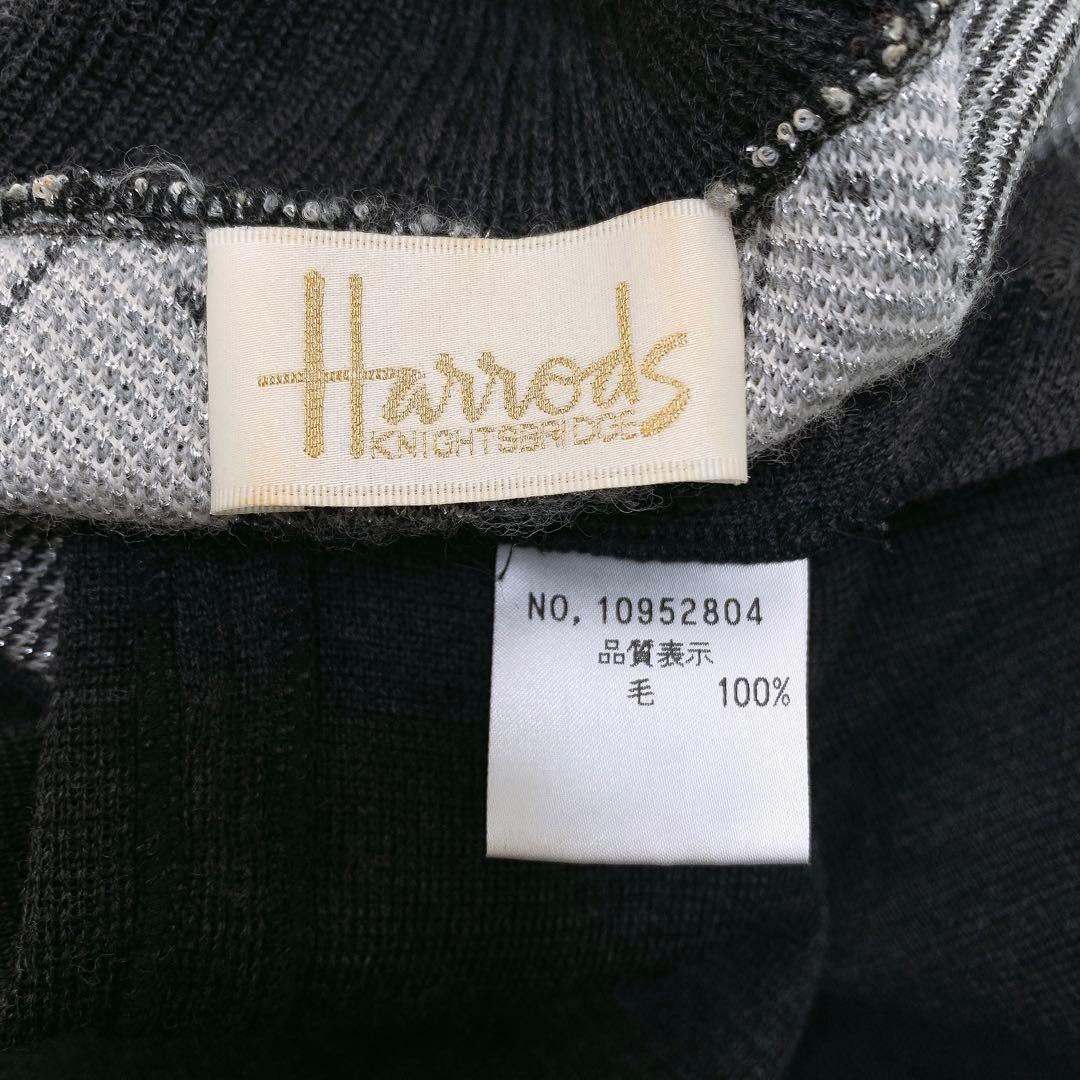 Harrods
KNIGHTSBRIDGE
NO, 10952804
品質表示
毛 100%